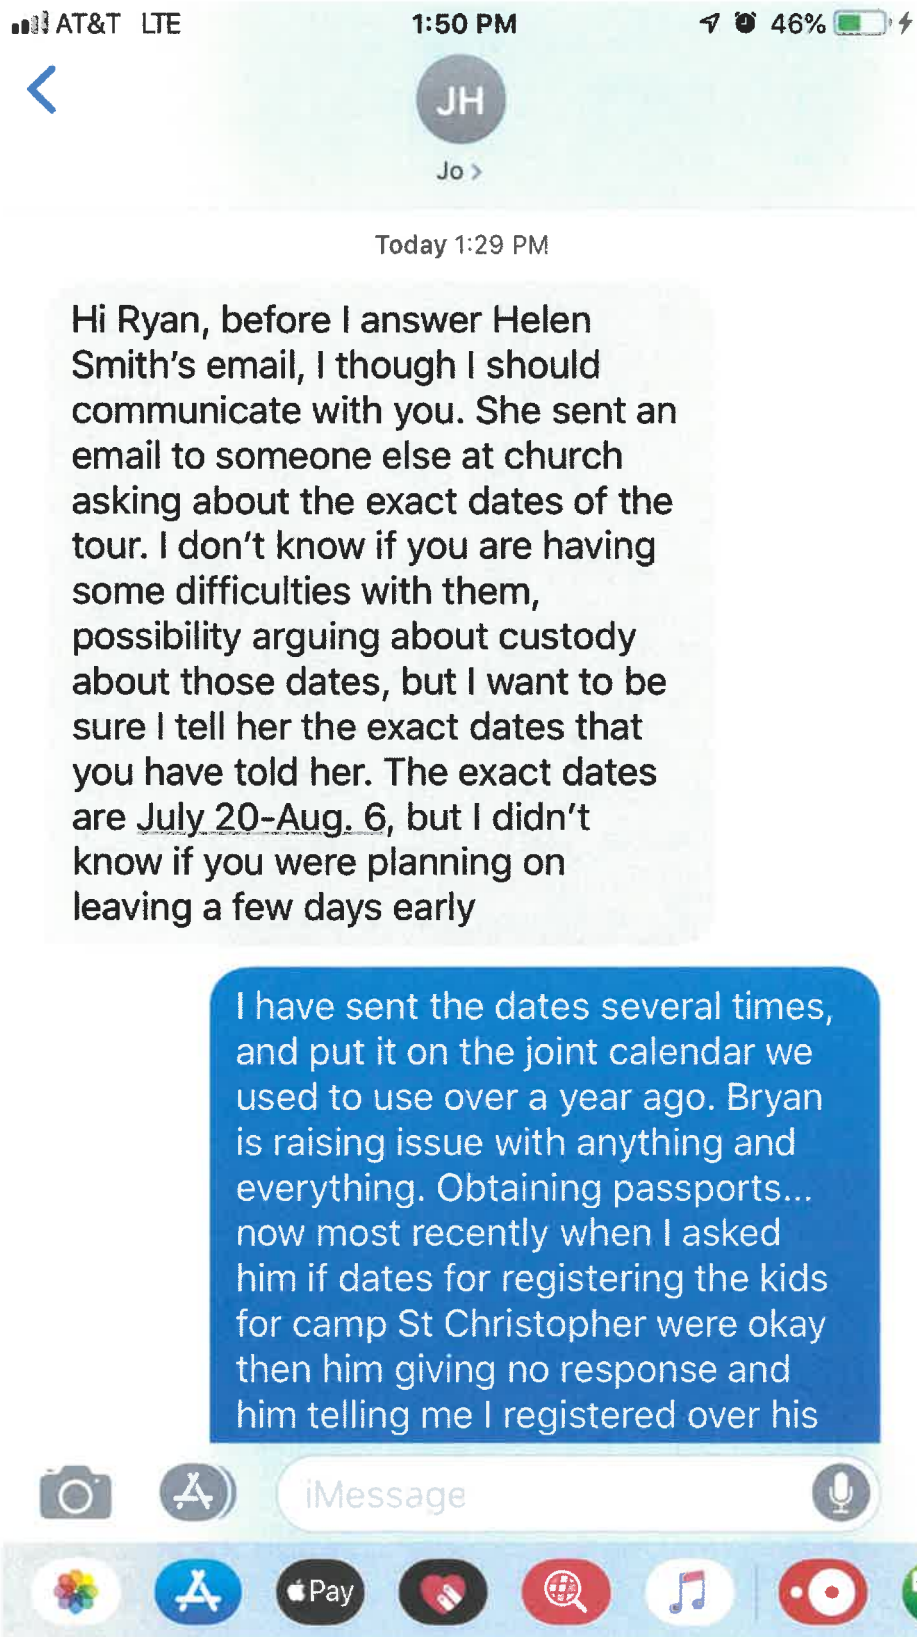 AT&T LTE 1:50 PM 46%
JH
Jo >
Today 1:29 PM
Hi Ryan, before I answer Helen
Smith's email, I though I should
communicate with you. She sent an
email to someone else at church
asking about the exact dates of the
tour. I don't know if you are having
some difficulties with them,
possibility arguing about custody
about those dates, but I want to be
sure I tell her the exact dates that
you have told her. The exact dates
are July 20-Aug. 6, but I didn't
know if you were planning on
leaving a few days early
I have sent the dates several times,
and put it on the joint calendar we
used to use over a year ago. Bryan
is raising issue with anything and
everything. Obtaining passports...
now most recently when I asked
him if dates for registering the kids
for camp St Christopher were okay
then him giving no response and
him telling me I registered over his
iMessage
Pay